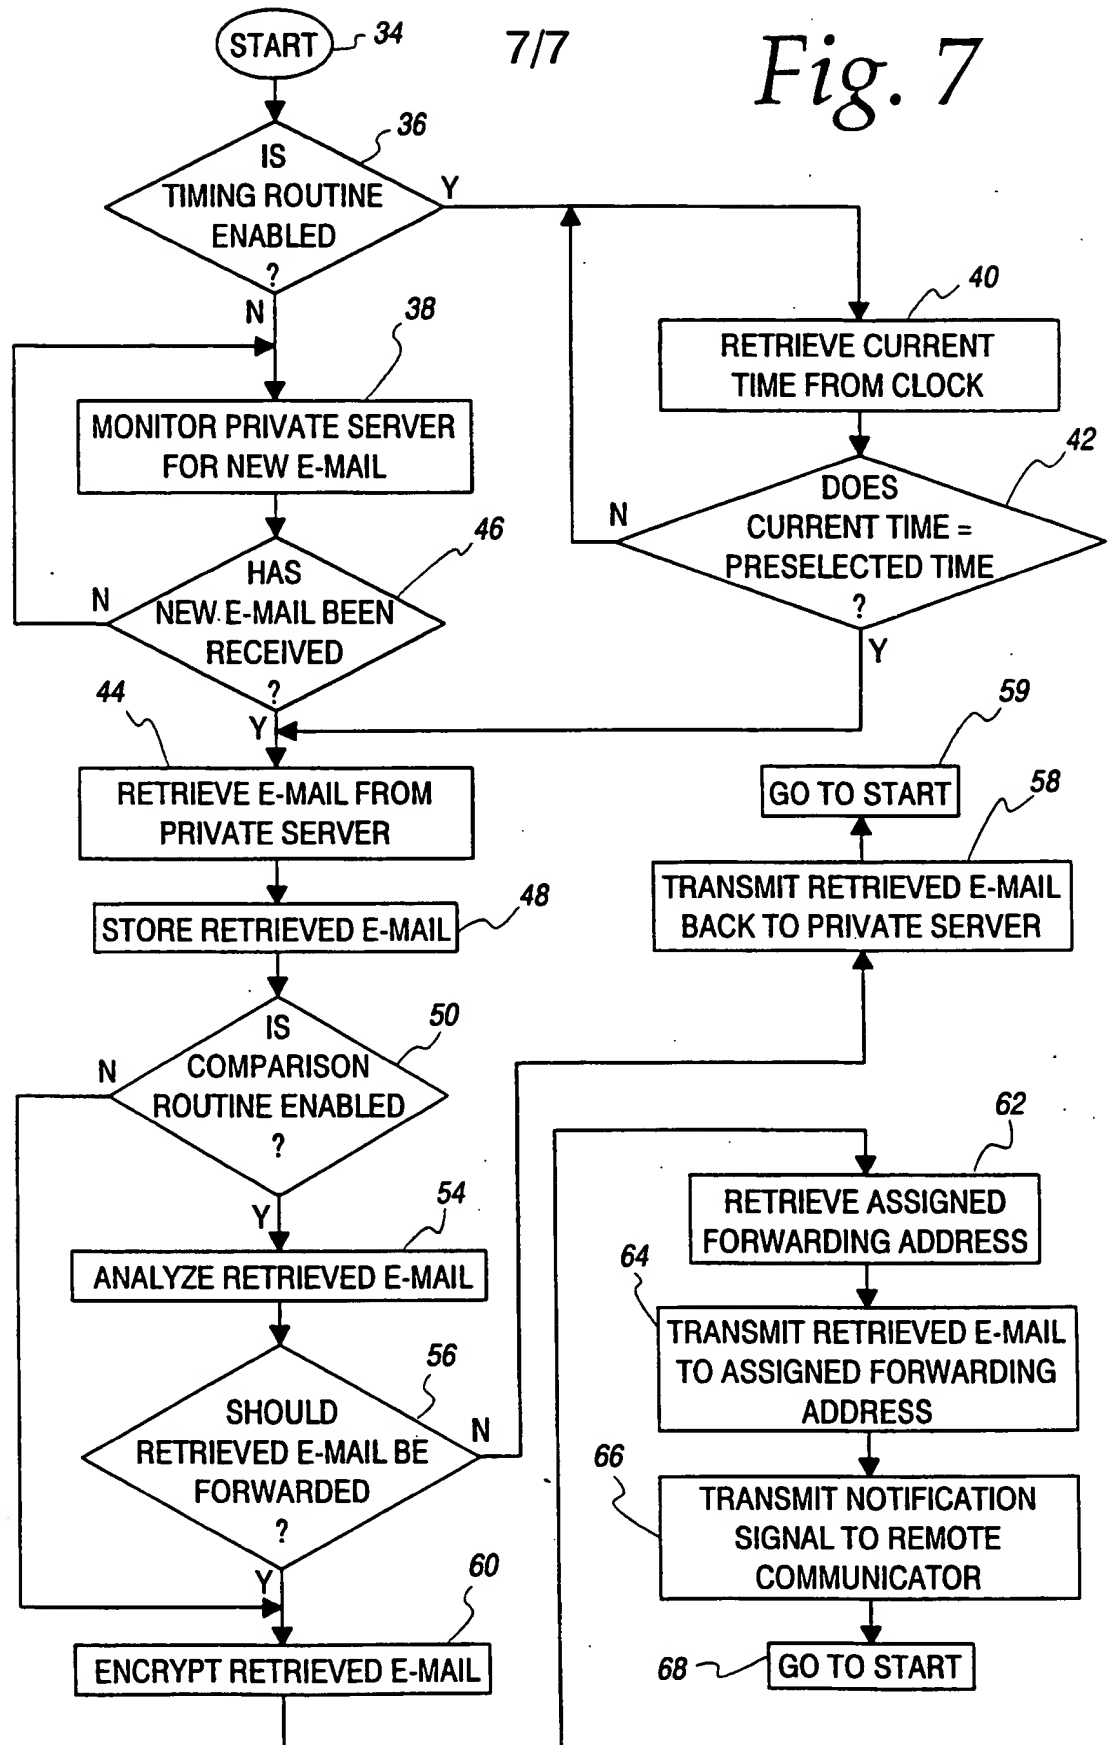 7/7
Fig. 7
START
34
IS
TIMING ROUTINE
ENABLED
?
36
Y
N
38
MONITOR PRIVATE SERVER
FOR NEW E-MAIL
40
RETRIEVE CURRENT
TIME FROM CLOCK
42
DOES
CURRENT TIME =
PRESELECTED TIME
?
N
Y
46
HAS
NEW E-MAIL BEEN
RECEIVED
?
N
Y
44
RETRIEVE E-MAIL FROM
PRIVATE SERVER
59
GO TO START
58
TRANSMIT RETRIEVED E-MAIL
BACK TO PRIVATE SERVER
STORE RETRIEVED E-MAIL
48
IS
COMPARISON
ROUTINE ENABLED
?
50
N
Y
54
ANALYZE RETRIEVED E-MAIL
56
SHOULD
RETRIEVED E-MAIL BE
FORWARDED
?
N
Y
60
ENCRYPT RETRIEVED E-MAIL
62
RETRIEVE ASSIGNED
FORWARDING ADDRESS
64
TRANSMIT RETRIEVED E-MAIL
TO ASSIGNED FORWARDING
ADDRESS
66
TRANSMIT NOTIFICATION
SIGNAL TO REMOTE
COMMUNICATOR
68
GO TO START